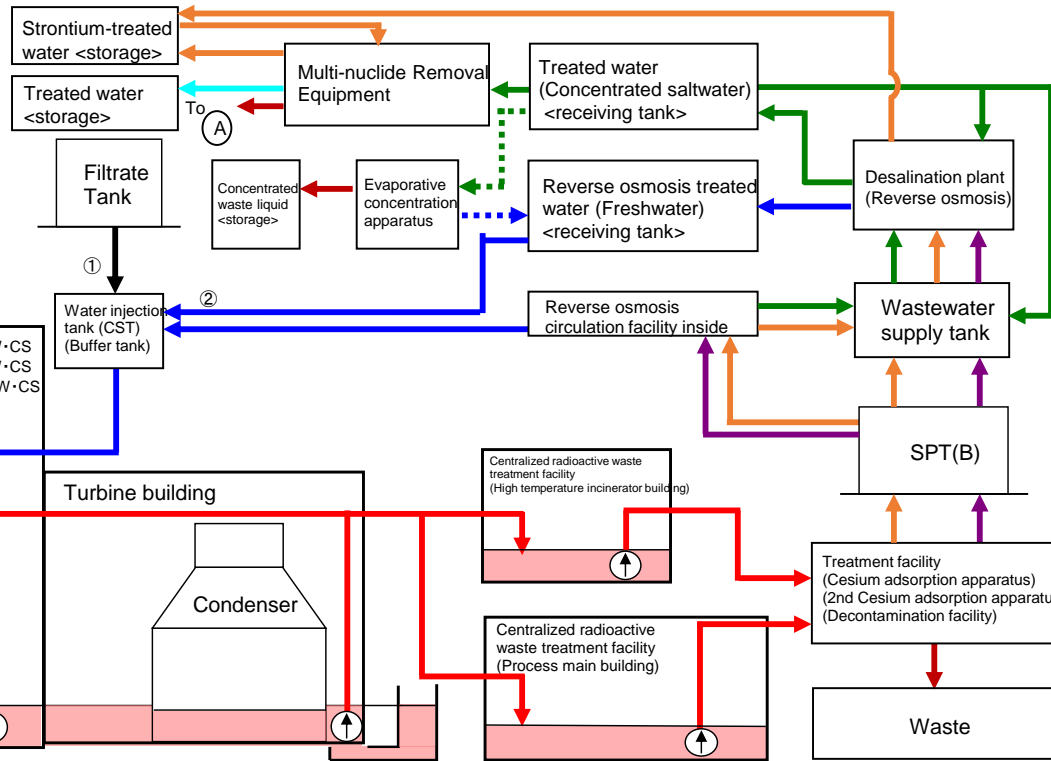 Strontium-treated
water <storage>
Treated water
<storage>
To
A
Multi-nuclide Removal
Equipment
Treated water
(Concentrated saltwater)
<receiving tank>
Filtrate
Tank
Concentrated
waste liquid
<storage>
Evaporative
concentration
apparatus
Reverse osmosis treated
water (Freshwater)
<receiving tank>
Desalination plant
(Reverse osmosis)
①
②
Water injection
tank (CST)
(Buffer tank)
Reverse osmosis
circulation facility inside
Wastewater
supply tank
W・CS
W・CS
W・CS
SPT(B)
Turbine building
Condenser
Centralized radioactive waste
treatment facility
(High temperature incinerator building)
Centralized radioactive
waste treatment facility
(Process main building)
Treatment facility
(Cesium adsorption apparatus)
(2nd Cesium adsorption apparatu
(Decontamination facility)
Waste